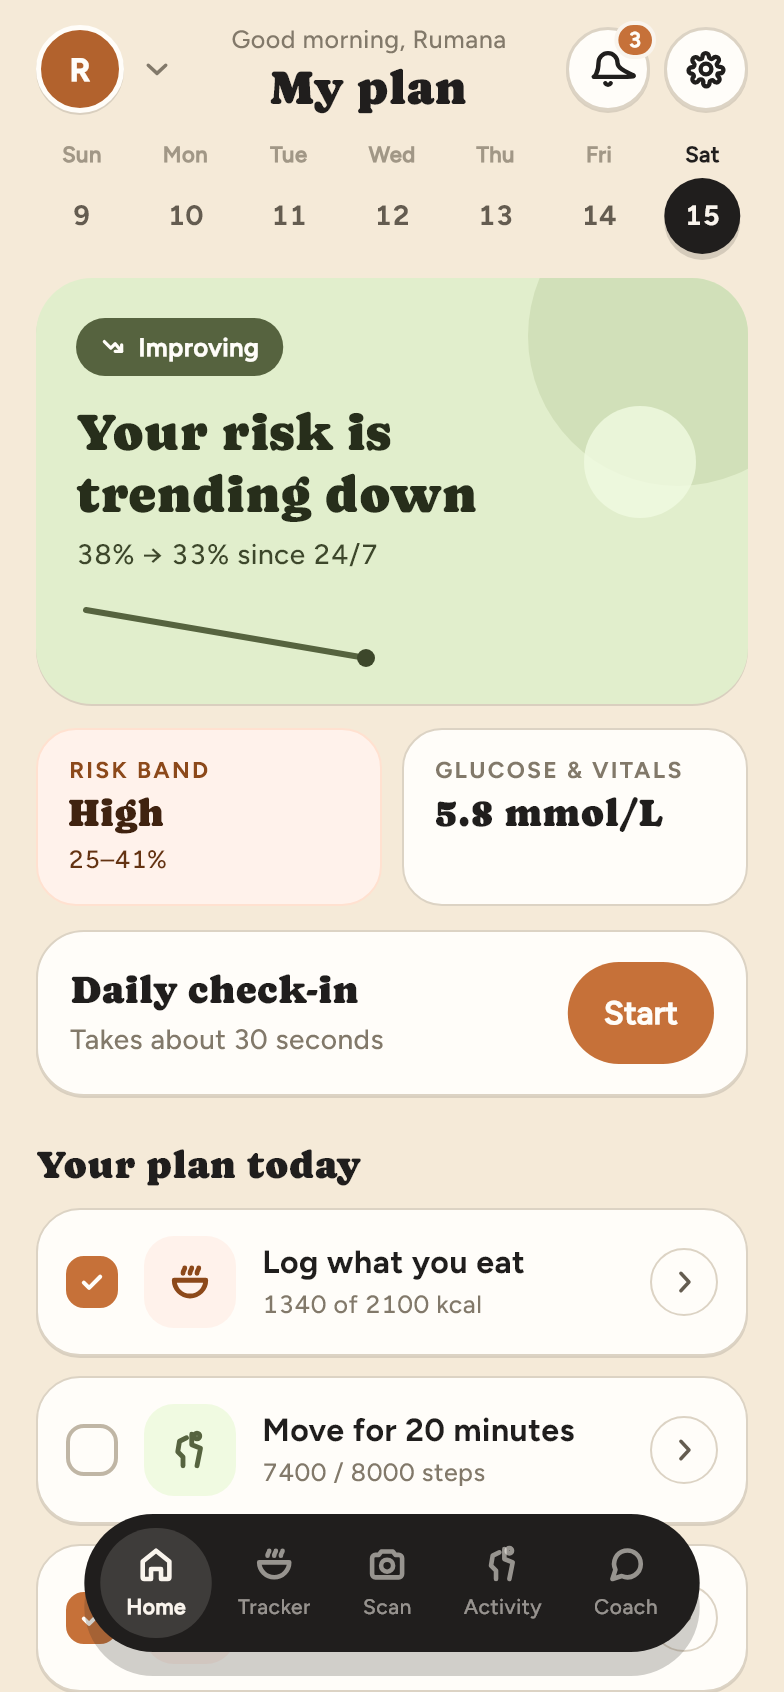 R
Good morning, Rumana
My plan
3
Sun Mon Tue Wed Thu Fri Sat
9 10 11 12 13 14 15
Improving
Your risk is
trending down
38% → 33% since 24/7
RISK BAND
High
25–41%
GLUCOSE & VITALS
5.8 mmol/L
Daily check-in
Takes about 30 seconds
Start
Your plan today
Log what you eat
1340 of 2100 kcal
Move for 20 minutes
7400 / 8000 steps
Home Tracker Scan Activity Coach